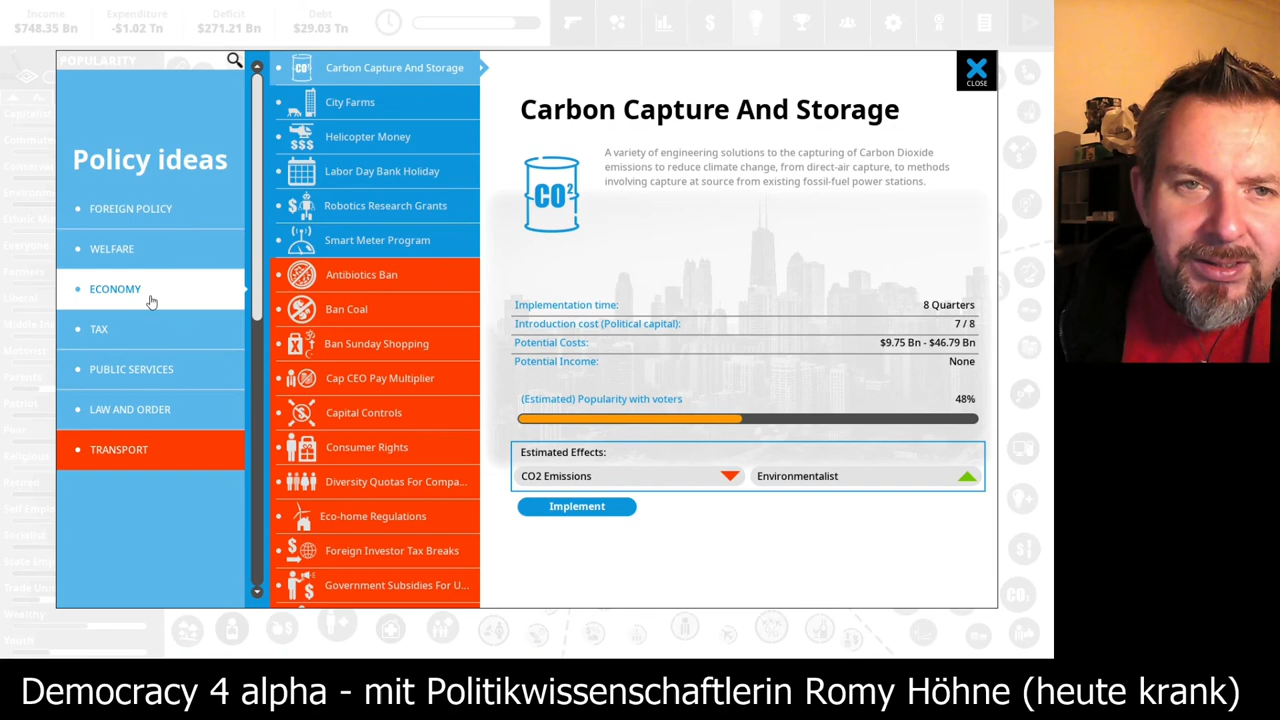 Income
$748.35 Bn
Expenditure
-$1.02 Tn
Deficit
$271.21 Bn
Debt
$29.03 Tn
POPULARITY
Policy ideas
FOREIGN POLICY
WELFARE
ECONOMY
TAX
PUBLIC SERVICES
LAW AND ORDER
TRANSPORT
Carbon Capture And Storage
City Farms
Helicopter Money
Labor Day Bank Holiday
Robotics Research Grants
Smart Meter Program
Antibiotics Ban
Ban Coal
Ban Sunday Shopping
Cap CEO Pay Multiplier
Capital Controls
Consumer Rights
Diversity Quotas For Compa...
Eco-home Regulations
Foreign Investor Tax Breaks
Government Subsidies For U...
CLOSE
Carbon Capture And Storage
CO2
A variety of engineering solutions to the capturing of Carbon Dioxide
emissions to reduce climate change, from direct-air capture, to methods
involving capture at source from existing fossil-fuel power stations.
Implementation time: 8 Quarters
Introduction cost (Political capital): 7 / 8
Potential Costs: $9.75 Bn - $46.79 Bn
Potential Income: None
(Estimated) Popularity with voters 48%
Estimated Effects:
CO2 Emissions
Environmentalist
Implement
Wealthy
Youth
Democracy 4 alpha - mit Politikwissenschaftlerin Romy Höhne (heute krank)